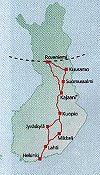 Rovaniemi
Kuusamo
Suomussalmi
Kajaani
Kuopio
Jyväskylä
Mikkeli
Lahti
Helsinki